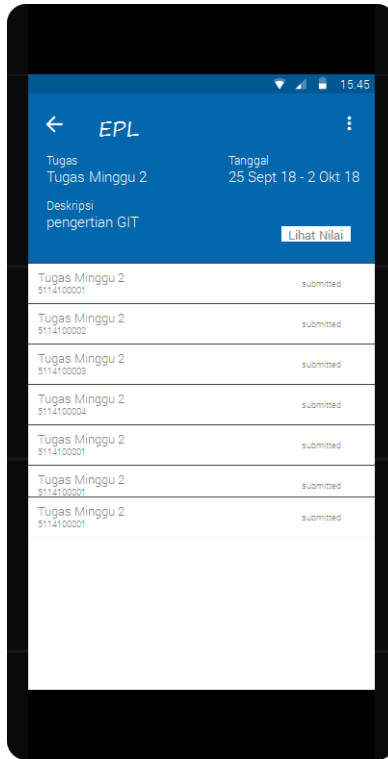 15:45
EPL
Tugas Tanggal
Tugas Minggu 2 25 Sept 18 - 2 Okt 18
Deskripsi
pengertian GIT
Lihat Nilai
Tugas Minggu 2
5114100001 submitted
Tugas Minggu 2
5114100002 submitted
Tugas Minggu 2
5114100003 submitted
Tugas Minggu 2
5114100004 submitted
Tugas Minggu 2
5114100001 submitted
Tugas Minggu 2
5114100001 submitted
Tugas Minggu 2
5114100001 submitted